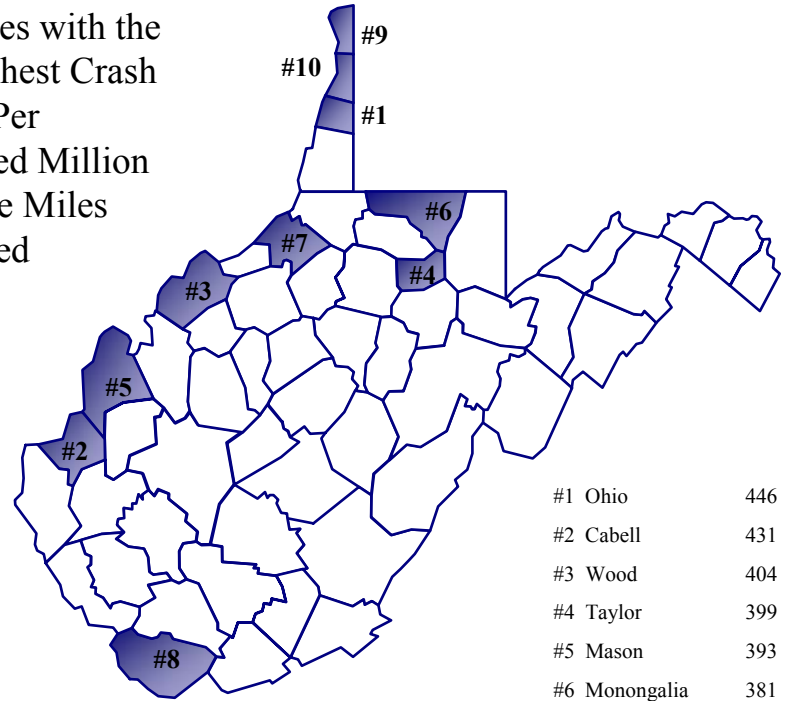 es with the
hest Crash
Per
ed Million
e Miles
ed
#9
#10
#1
#6
#7
#4
#3
#5
#2
#8
#1 Ohio 446
#2 Cabell 431
#3 Wood 404
#4 Taylor 399
#5 Mason 393
#6 Monongalia 381